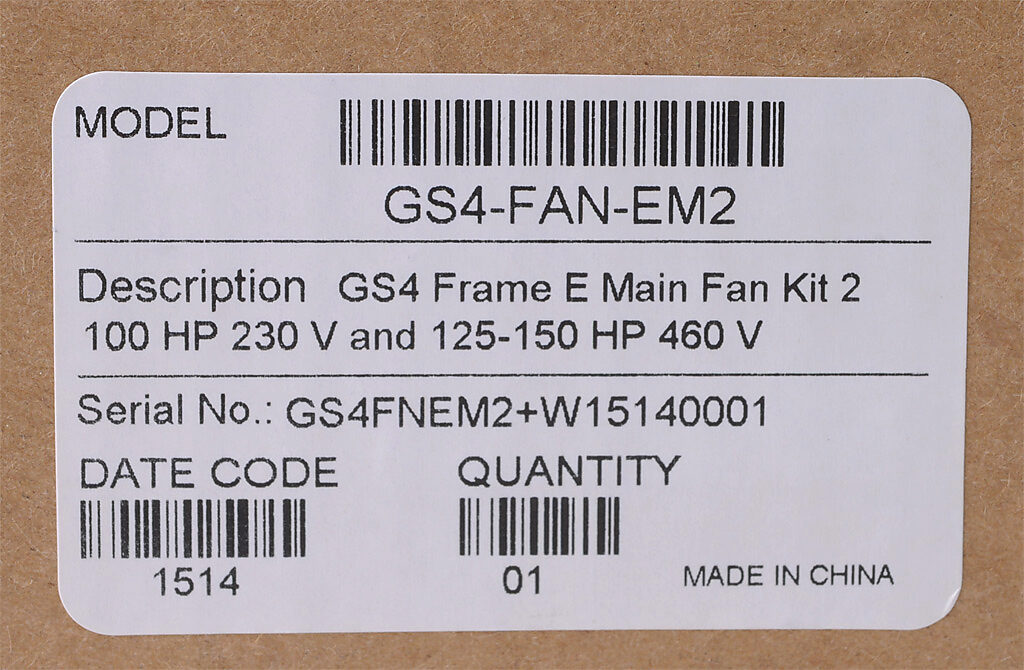 MODEL
GS4-FAN-EM2
Description GS4 Frame E Main Fan Kit 2
100 HP 230 V and 125-150 HP 460 V
Serial No.: GS4FNEM2+W15140001
DATE CODE QUANTITY
1514 01 MADE IN CHINA